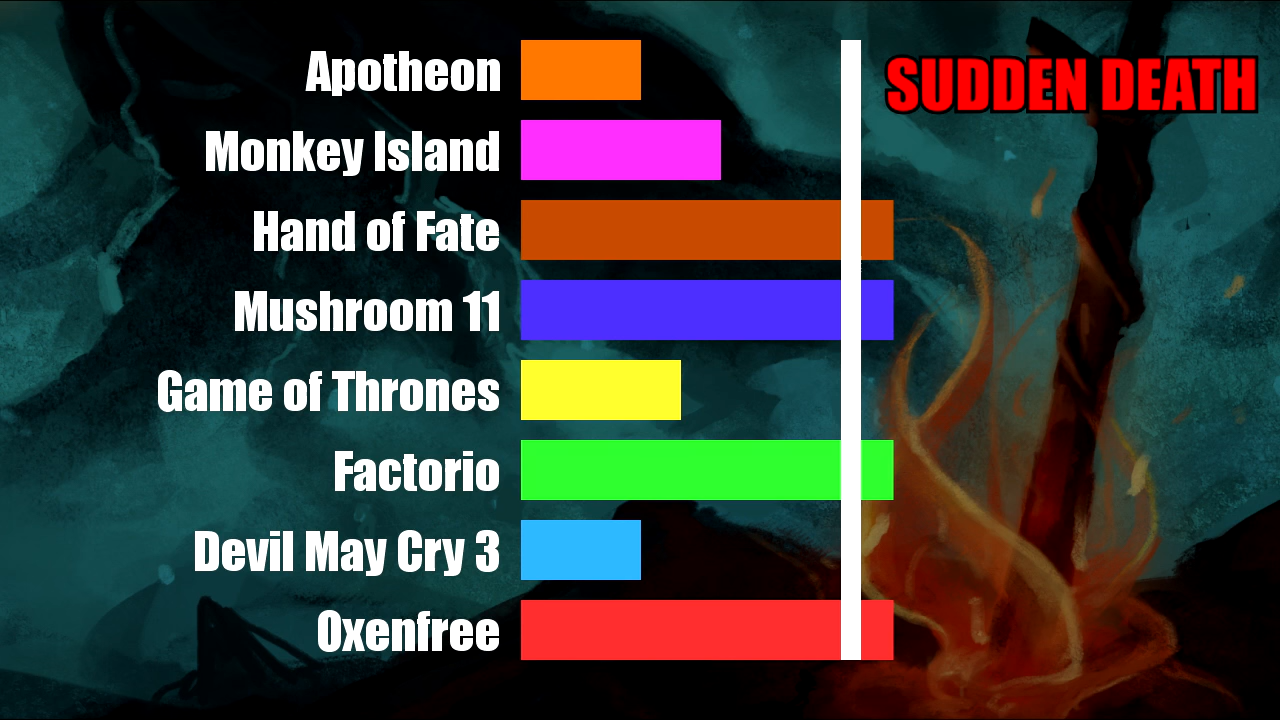 Apotheon
SUDDEN DEATH
Monkey Island
Hand of Fate
Mushroom 11
Game of Thrones
Factorio
Devil May Cry 3
Oxenfree